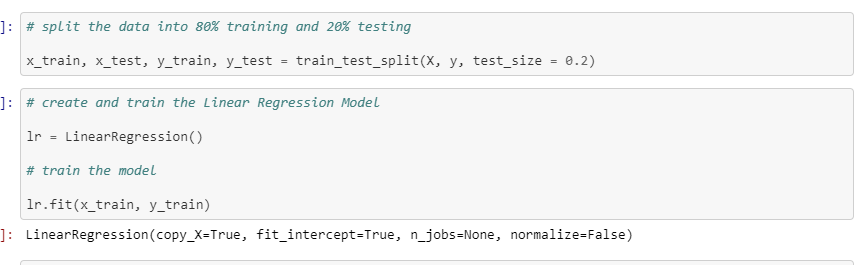 ]: # split the data into 80% training and 20% testing
x_train, x_test, y_train, y_test = train_test_split(X, y, test_size = 0.2)
]: # create and train the Linear Regression Model
lr = LinearRegression()
# train the model
lr.fit(x_train, y_train)
]: LinearRegression(copy_X=True, fit_intercept=True, n_jobs=None, normalize=False)